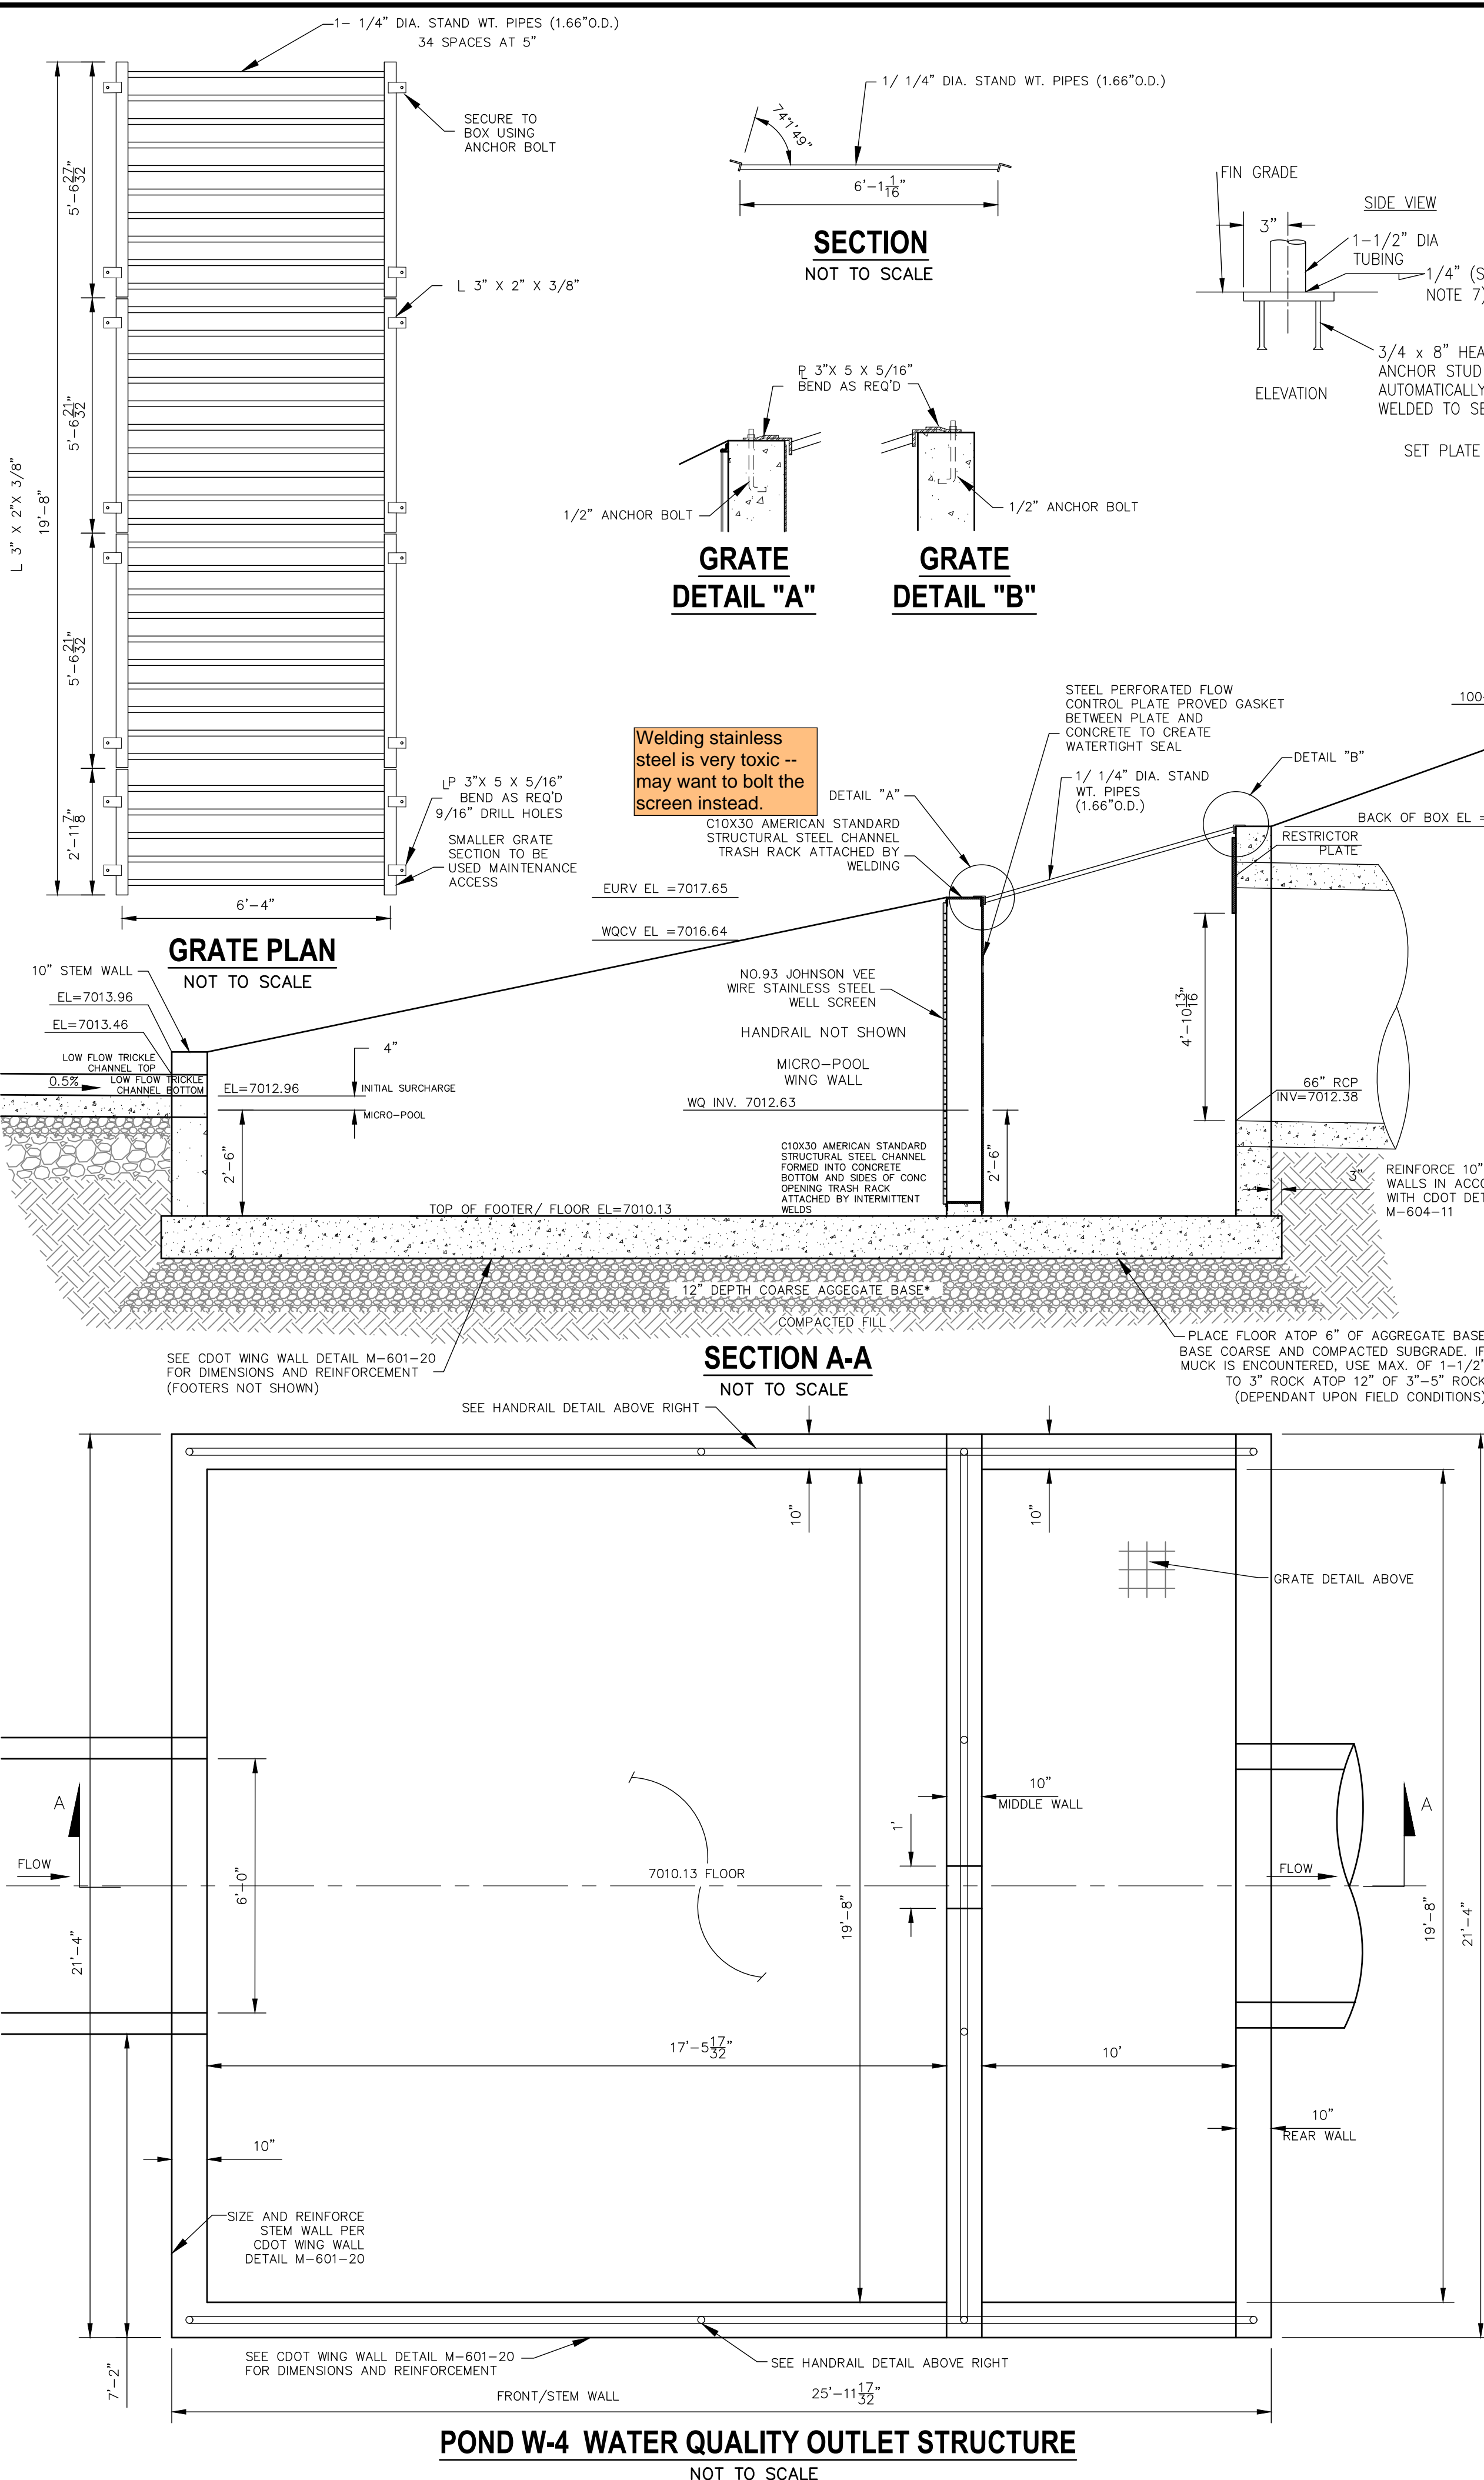 1- 1/4" DIA. STAND WT. PIPES (1.66"O.D.)
34 SPACES AT 5"
SECURE TO
BOX USING
ANCHOR BOLT
5'-6 27/32"
L 3" X 2" X 3/8"
5'-6 21/32"
L 3" X 2"X 3/8"
19'-8"
5'-6 21/32"
2'-11 7/8"
LP 3"X 5 X 5/16"
BEND AS REQ'D
9/16" DRILL HOLES
SMALLER GRATE
SECTION TO BE
USED MAINTENANCE
ACCESS
6'-4"
GRATE PLAN
NOT TO SCALE
1/ 1/4" DIA. STAND WT. PIPES (1.66"O.D.)
74°1'49"
6'-1 1/16"
SECTION
NOT TO SCALE
FIN GRADE
SIDE VIEW
3"
1-1/2" DIA
TUBING
1/4" (S
NOTE 7)
3/4 x 8" HEA
ANCHOR STUD
AUTOMATICALLY
WELDED TO SE
ELEVATION
SET PLATE
PL 3"X 5 X 5/16"
BEND AS REQ'D
1/2" ANCHOR BOLT
1/2" ANCHOR BOLT
GRATE
DETAIL "A"
GRATE
DETAIL "B"
Welding stainless
steel is very toxic --
may want to bolt the
screen instead.
STEEL PERFORATED FLOW
CONTROL PLATE PROVED GASKET
BETWEEN PLATE AND
CONCRETE TO CREATE
WATERTIGHT SEAL
100-
DETAIL "B"
1/ 1/4" DIA. STAND
WT. PIPES
(1.66"O.D.)
DETAIL "A"
C10X30 AMERICAN STANDARD
STRUCTURAL STEEL CHANNEL
TRASH RACK ATTACHED BY
WELDING
BACK OF BOX EL =
RESTRICTOR
PLATE
EURV EL =7017.65
WQCV EL =7016.64
10" STEM WALL
EL=7013.96
EL=7013.46
LOW FLOW TRICKLE
CHANNEL TOP
0.5%
LOW FLOW TRICKLE
CHANNEL BOTTOM
EL=7012.96
4"
INITIAL SURCHARGE
MICRO-POOL
2'-6"
NO.93 JOHNSON VEE
WIRE STAINLESS STEEL
WELL SCREEN
HANDRAIL NOT SHOWN
MICRO-POOL
WING WALL
WQ INV. 7012.63
4'-10 13/16"
66" RCP
INV=7012.38
C10X30 AMERICAN STANDARD
STRUCTURAL STEEL CHANNEL
FORMED INTO CONCRETE
BOTTOM AND SIDES OF CONC
OPENING TRASH RACK
ATTACHED BY INTERMITTENT
WELDS
2'-6"
3"
REINFORCE 10"
WALLS IN ACCO
WITH CDOT DET
M-604-11
TOP OF FOOTER/ FLOOR EL=7010.13
12" DEPTH COARSE AGGEGATE BASE*
COMPACTED FILL
SEE CDOT WING WALL DETAIL M-601-20
FOR DIMENSIONS AND REINFORCEMENT
(FOOTERS NOT SHOWN)
SECTION A-A
NOT TO SCALE
PLACE FLOOR ATOP 6" OF AGGREGATE BASE
BASE COARSE AND COMPACTED SUBGRADE. IF
MUCK IS ENCOUNTERED, USE MAX. OF 1-1/2"
TO 3" ROCK ATOP 12" OF 3"-5" ROCK
(DEPENDANT UPON FIELD CONDITIONS)
SEE HANDRAIL DETAIL ABOVE RIGHT
10"
10"
GRATE DETAIL ABOVE
A
FLOW
6'-0"
21'-4"
7010.13 FLOOR
19'-8"
1'
10"
MIDDLE WALL
FLOW
A
19'-8"
21'-4"
17'-5 17/32"
10'
10"
10"
REAR WALL
SIZE AND REINFORCE
STEM WALL PER
CDOT WING WALL
DETAIL M-601-20
7'-2"
SEE CDOT WING WALL DETAIL M-601-20
FOR DIMENSIONS AND REINFORCEMENT
SEE HANDRAIL DETAIL ABOVE RIGHT
FRONT/STEM WALL
25'-11 17/32"
POND W-4 WATER QUALITY OUTLET STRUCTURE
NOT TO SCALE